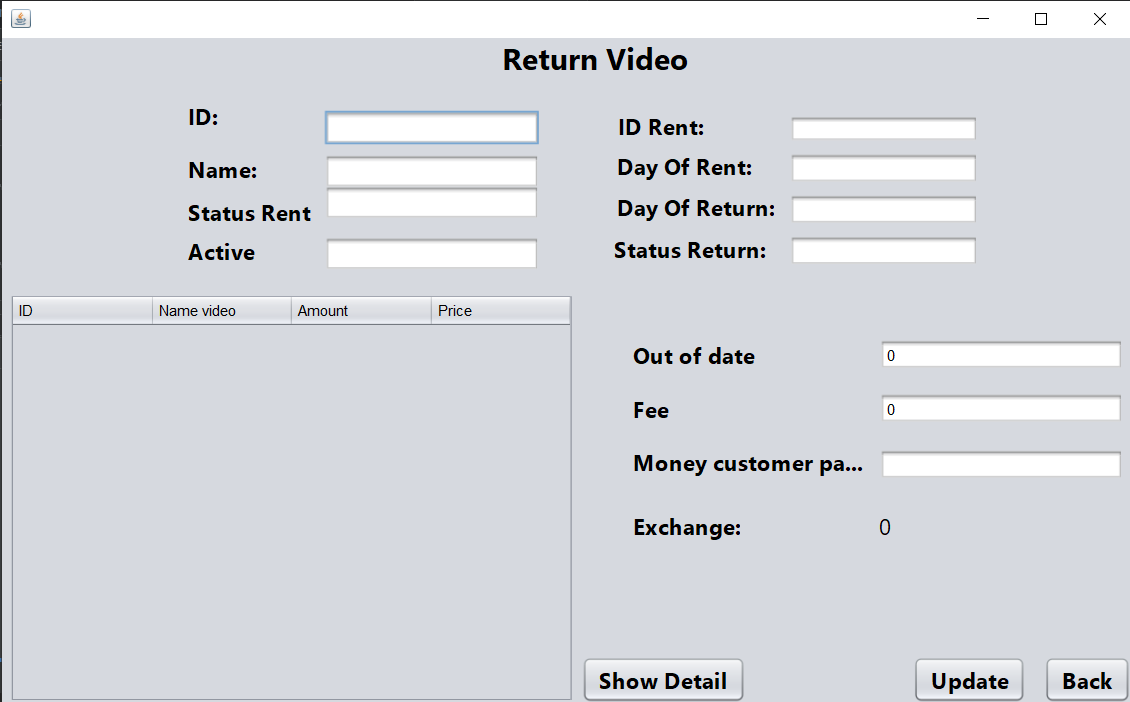 Return Video
ID:
Name:
Status Rent
Active
ID Rent:
Day Of Rent:
Day Of Return:
Status Return:
ID Name video Amount Price
Out of date 0
Fee 0
Money customer pa...
Exchange: 0
Show Detail Update Back